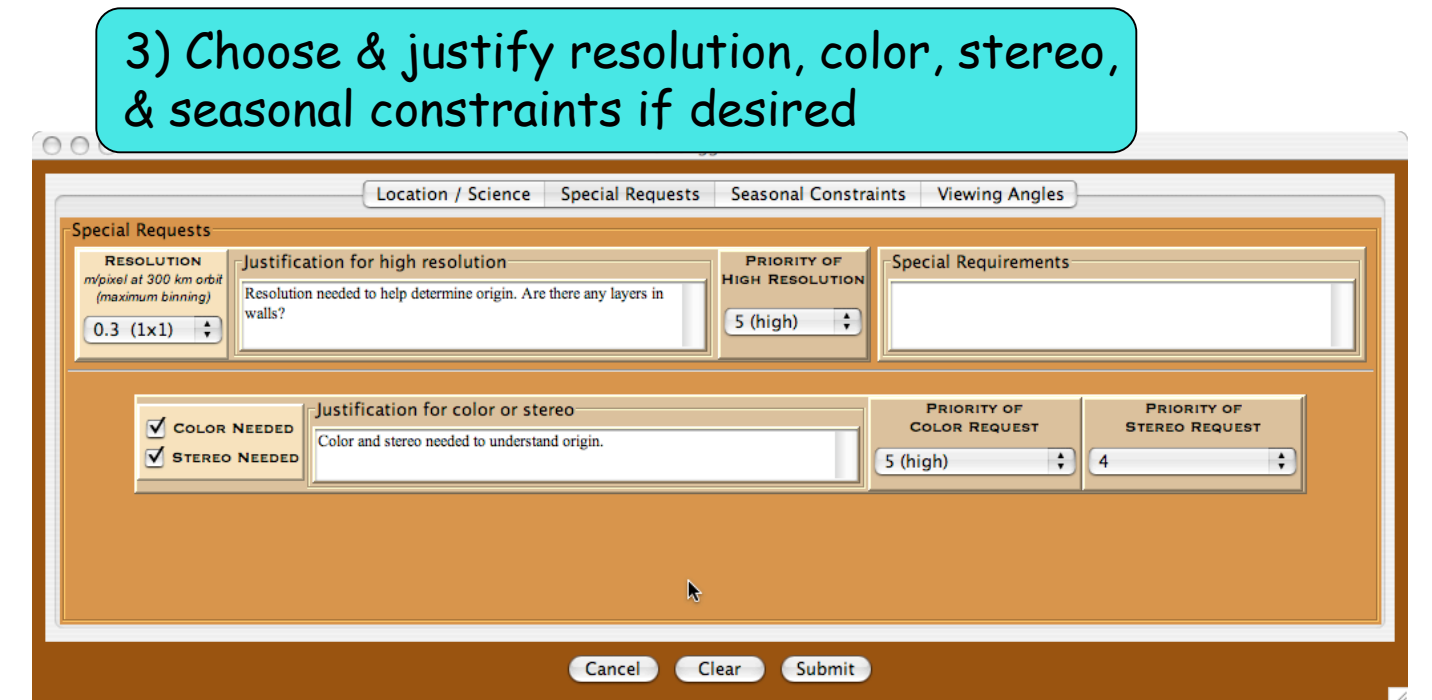 3) Choose & justify resolution, color, stereo,
& seasonal constraints if desired
Location / Science Special Requests Seasonal Constraints Viewing Angles
Special Requests
RESOLUTION
m/pixel at 300 km orbit
(maximum binning)
0.3 (1x1)
Justification for high resolution
Resolution needed to help determine origin. Are there any layers in
walls?
PRIORITY OF
HIGH RESOLUTION
5 (high)
Special Requirements
COLOR NEEDED
STEREO NEEDED
Justification for color or stereo
Color and stereo needed to understand origin.
PRIORITY OF
COLOR REQUEST
5 (high)
PRIORITY OF
STEREO REQUEST
4
Cancel Clear Submit